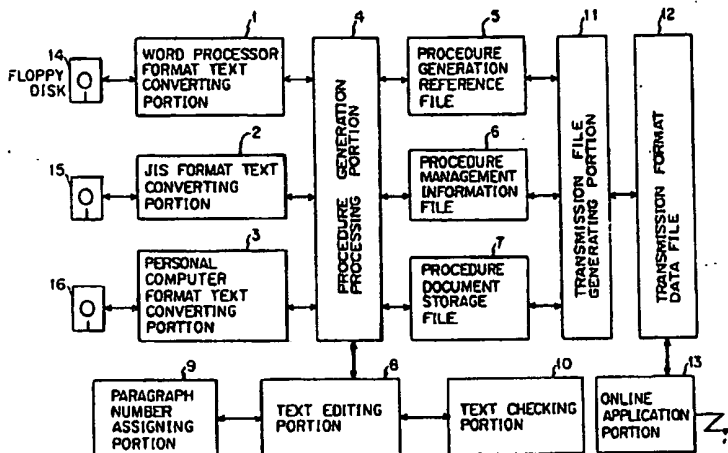 1
4
5
11
12
14
FLOPPY
DISK
WORD PROCESSOR
FORMAT TEXT
CONVERTING
PORTION
PROCEDURE GENERATION
PROCESSING PORTION
PROCEDURE
GENERATION
REFERENCE
FILE
TRANSMISSION FILE
GENERATING PORTION
TRANSMISSION FORMAT
DATA FILE
2
6
15
JIS FORMAT TEXT
CONVERTING
PORTION
PROCEDURE
MANAGEMENT
INFORMATION
FILE
3
7
16
PERSONAL
COMPUTER
FORMAT TEXT
CONVERTING
PORTION
PROCEDURE
DOCUMENT
STORAGE
FILE
9
8
10
13
PARAGRAPH
NUMBER
ASSIGNING
PORTION
TEXT EDITING
PORTION
TEXT CHECKING
PORTION
ONLINE
APPLICATION
PORTION